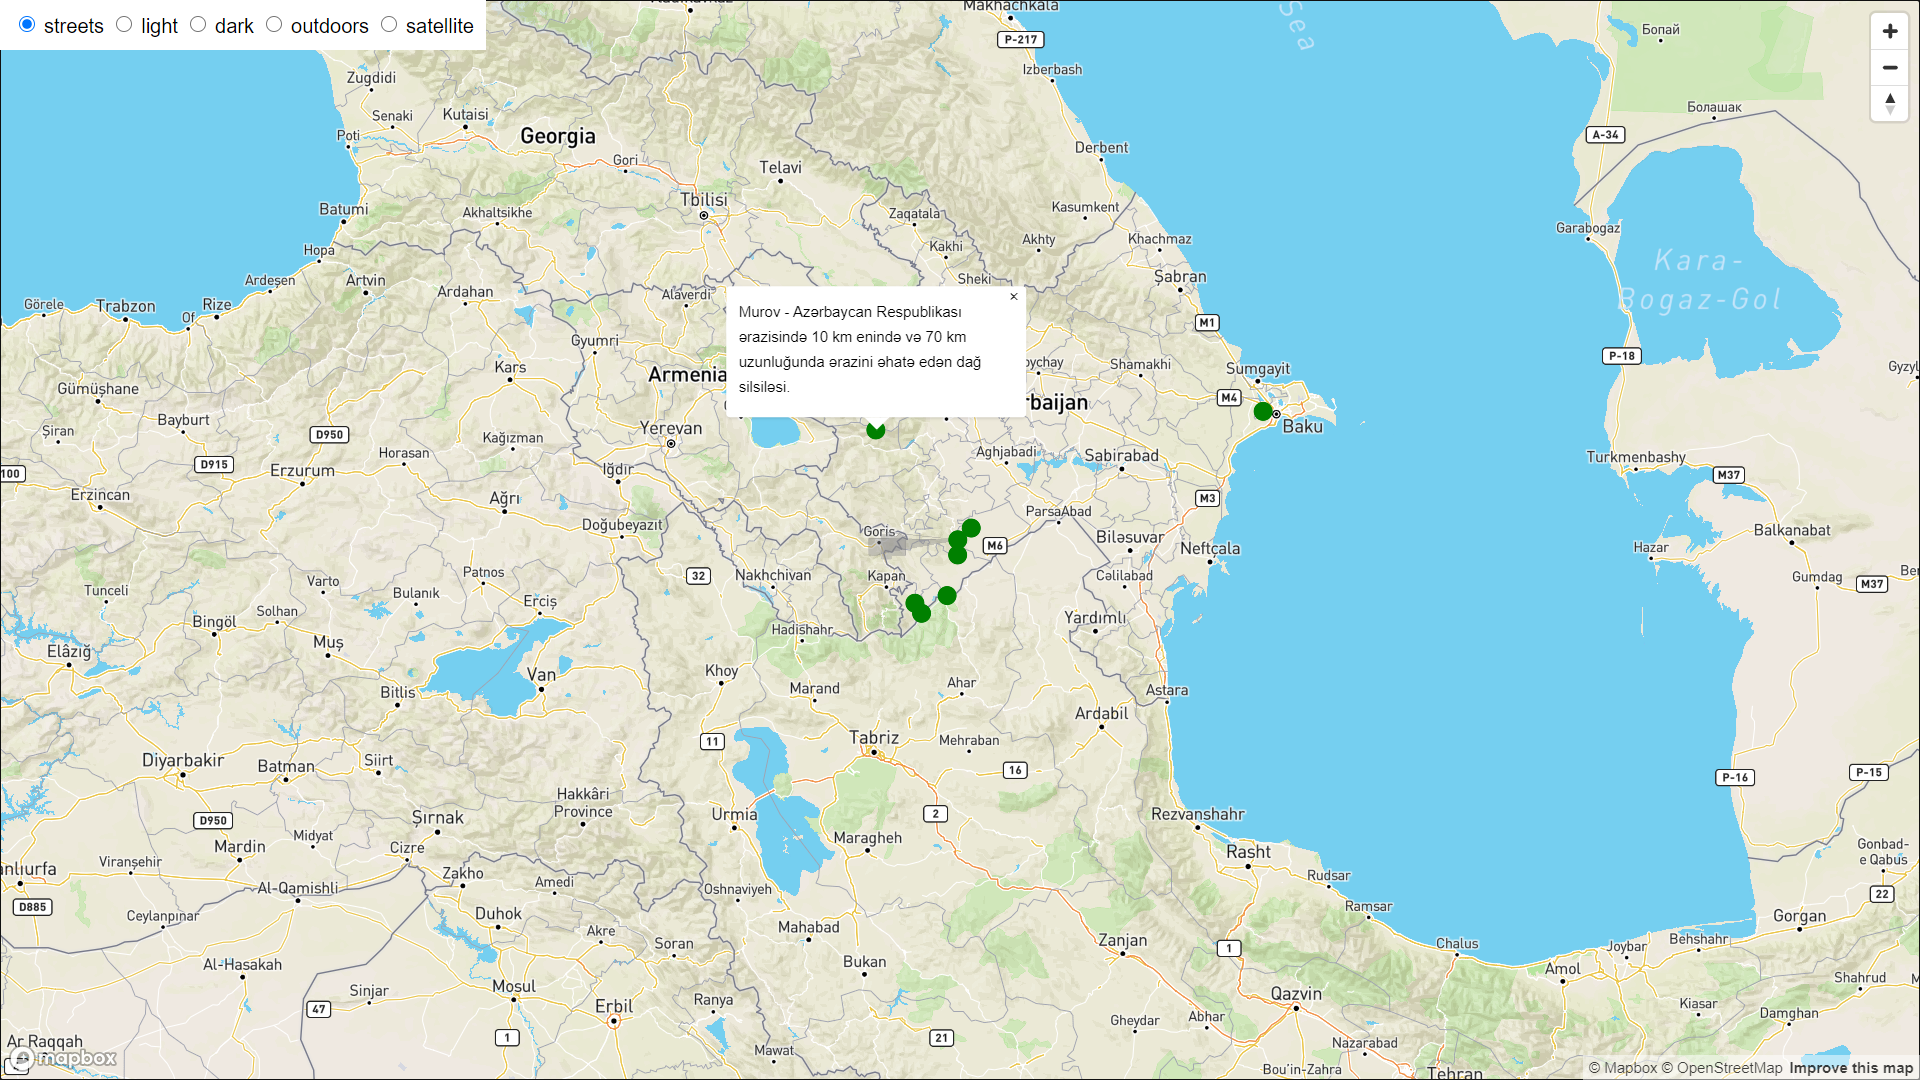 streets light dark outdoors satellite
Makhachkala
P-217
Sea
Бопай
Izberbash
Zugdidi
Senaki
Kutaisi
Болашак
Poti
Georgia
A-34
Gori
Derbent
Telavi
Batumi
Akhaltsikhe
Tbilisi
Zaqatala
Kasumkent
Garabogaz
Hopa
Kakhi
Akhty
Khachmaz
Kara-
Bogaz-Gol
Ardeşen
Artvin
Ardahan
Sheki
Şabran
Görele
Trabzon
Of
Rize
Alaverdi
×
Murov - Azərbaycan Respublikası
ərazisində 10 km enində və 70 km
uzunluğunda ərazini əhatə edən dağ
silsiləsi.
M1
Gyumri
P-18
Kars
Armenia
Shamakhi
Sumgayit
Gümüşhane
M4
rbaijan
Bayburt
Şiran
D950
Kağızman
Yerevan
Baku
Horasan
Aghjabadi
Sabirabad
100
D915
Erzurum
Iğdır
Turkmenbashy
M37
Erzincan
Ağrı
M3
ParsaAbad
Doğubeyazıt
Goris
M6
Biləsuvar
Neftçala
Balkanabat
Hazar
Tunceli
Varto
Patnos
32
Nakhchivan
Kapan
Cəlilabad
Gumdag
M37
Bulanık
Solhan
Erciş
Bingöl
Hadishahr
Yardımlı
Elâzığ
Muş
Van
Khoy
Bitlis
Marand
Ahar
Astara
Ardabil
11
Tabriz
Mehraban
Diyarbakir
Batman
Siirt
16
P-16
P-15
Hakkâri
Province
D950
Şırnak
Urmia
2
Rezvanshahr
Midyat
Mardin
Cizre
Maragheh
Viranşehir
Rasht
Gonbad-
e Qabus
anlıurfa
Zakho
Amedi
Al-Qamishli
Oshnaviyeh
Rudsar
22
D885
Ceylanpınar
Duhok
Akre
Soran
Mahabad
Ramsar
Gorgan
Zanjan
1
Chalus
Joybar
Behshahr
Al-Hasakah
Bukan
Amol
Shahrud
Sinjar
Mosul
Erbil
Ranya
Qazvin
47
1
21
Gheydar
Abhar
Kiasar
Damghan
Ar Raqqah
Mawat
Nazarabad
Bou'in-Zahra
Tehran
mapbox
© Mapbox © OpenStreetMap Improve this map